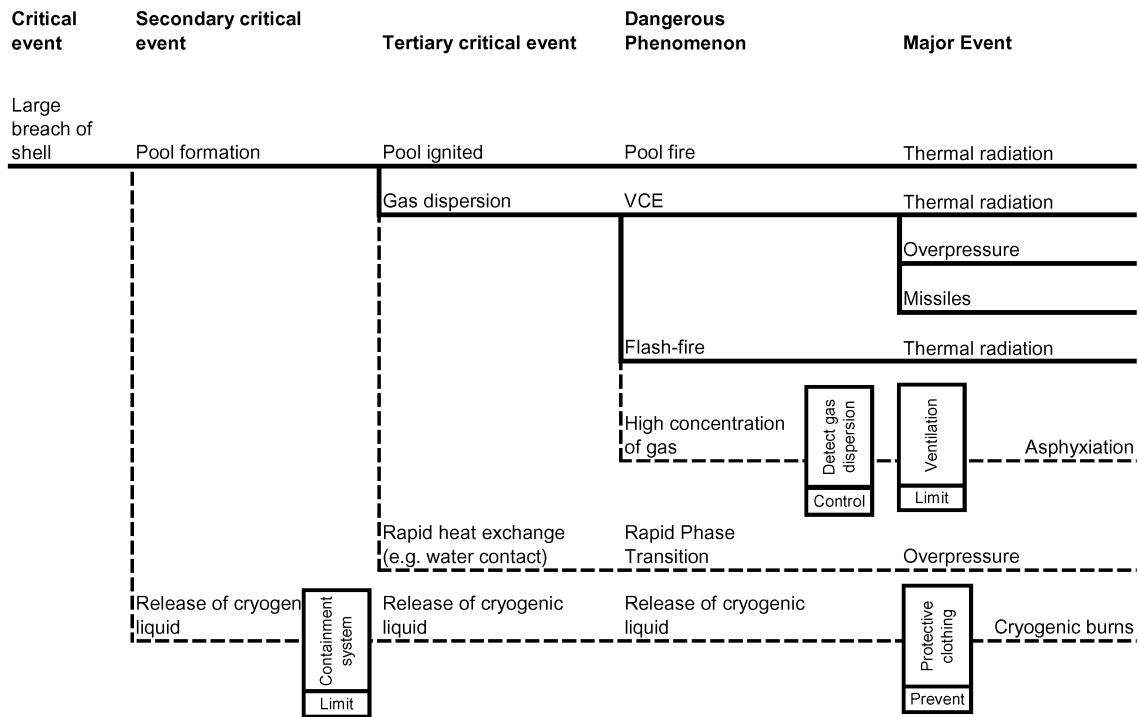 Critical
event
Secondary critical
event
Tertiary critical event
Dangerous
Phenomenon
Major Event
Large
breach of
shell
Pool formation
Pool ignited
Pool fire
Thermal radiation
Gas dispersion
VCE
Thermal radiation
Overpressure
Missiles
Flash-fire
Thermal radiation
High concentration
of gas
Detect gas
dispersion
Control
Ventilation
Limit
Asphyxiation
Rapid heat exchange
(e.g. water contact)
Rapid Phase
Transition
Overpressure
Release of cryogen
liquid
Containment
system
Limit
Release of cryogenic
liquid
Release of cryogenic
liquid
Protective
clothing
Prevent
Cryogenic burns